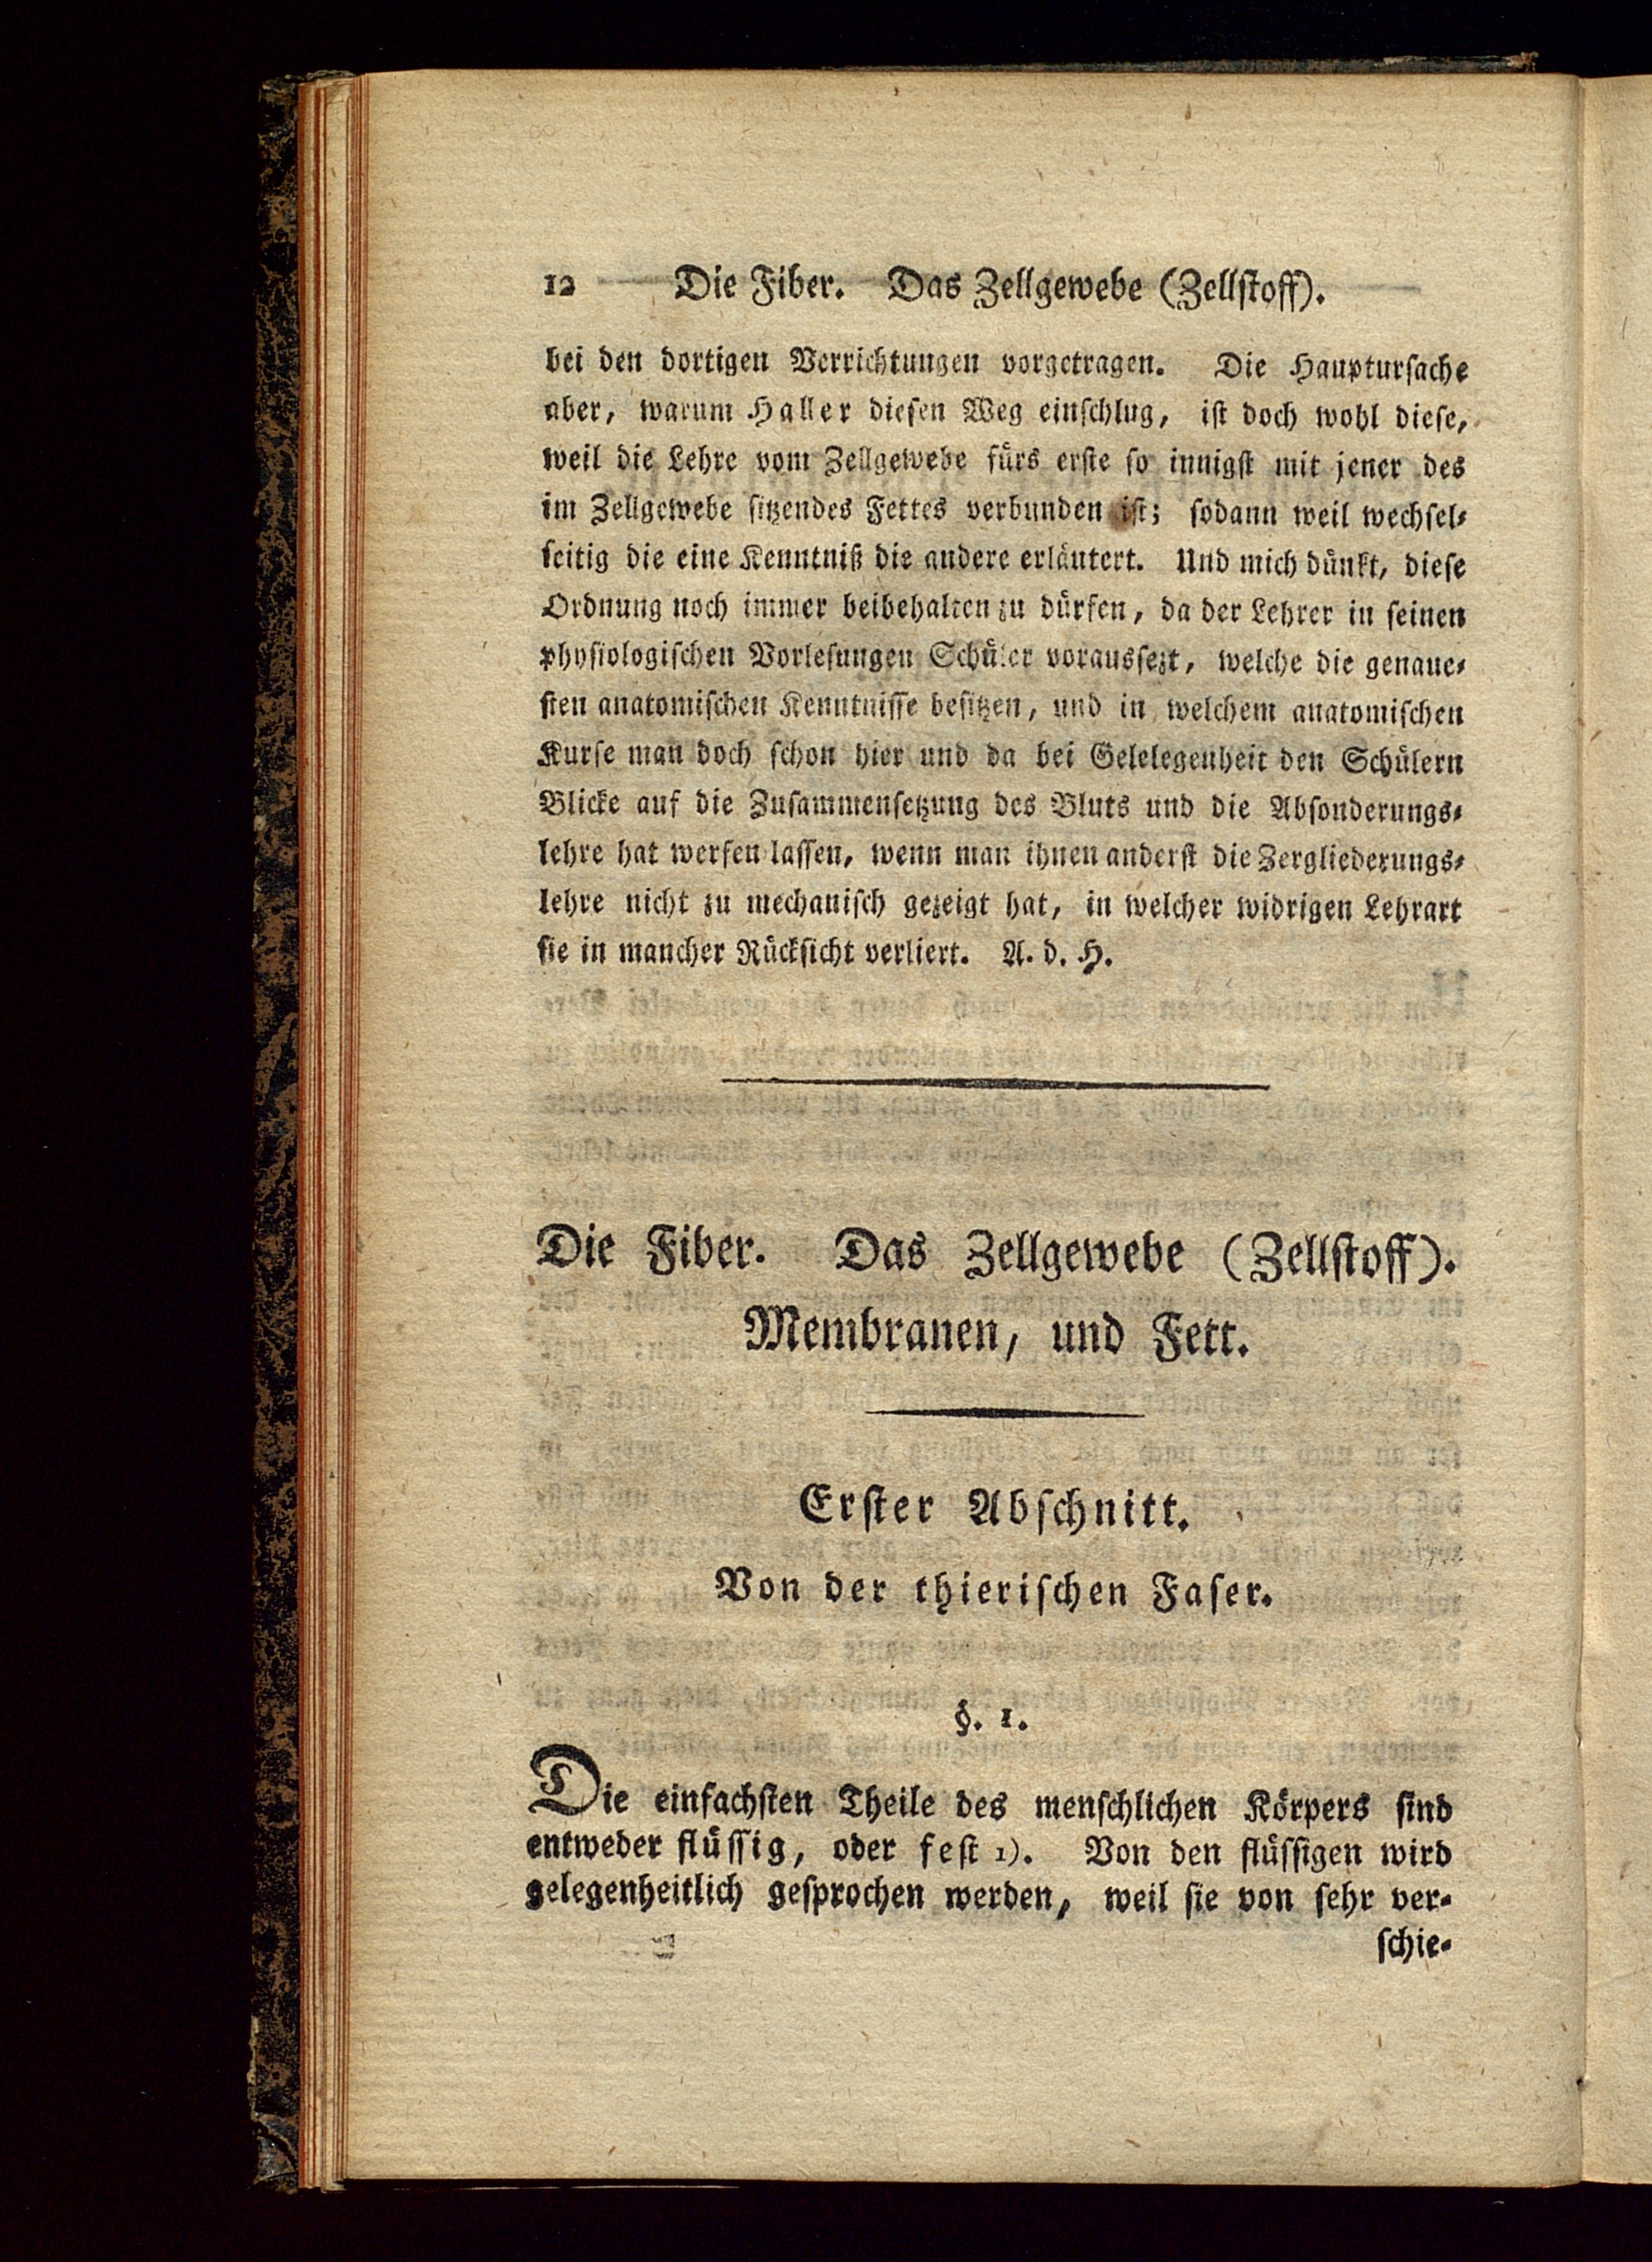 12 Die Fiber. Das Zellgewebe (Zellstoff).
bei den dortigen Verrichtungen vorgetragen. Die Hauptursache
aber, warum Haller diesen Weg einschlug, ist doch wohl diese,
weil die Lehre vom Zellgewebe fürs erste so innigst mit jener des
im Zellgewebe sitzendes Fettes verbunden ist; sodann weil wechsel-
seitig die eine Kenntniß die andere erläutert. Und mich dünkt, diese
Ordnung noch immer beibehalten zu dürfen, da der Lehrer in seinen
physiologischen Vorlesungen Schüler voraussezt, welche die genaue-
sten anatomischen Kenntnisse besitzen, und in welchem anatomischen
Kurse man doch schon hier und da bei Gelelegenheit den Schülern
Blicke auf die Zusammensetzung des Bluts und die Absonderungs-
lehre hat werfen lassen, wenn man ihnen anderst die Zergliederungs-
lehre nicht zu mechanisch gezeigt hat, in welcher widrigen Lehrart
sie in mancher Rücksicht verliert. A. d. H.
Die Fiber. Das Zellgewebe (Zellstoff).
Membranen, und Fett.
Erster Abschnitt.
Von der thierischen Faser.
§. 1.
Die einfachsten Theile des menschlichen Körpers sind
entweder flüssig, oder fest 1). Von den flüssigen wird
gelegenheitlich gesprochen werden, weil sie von sehr ver-
schie-